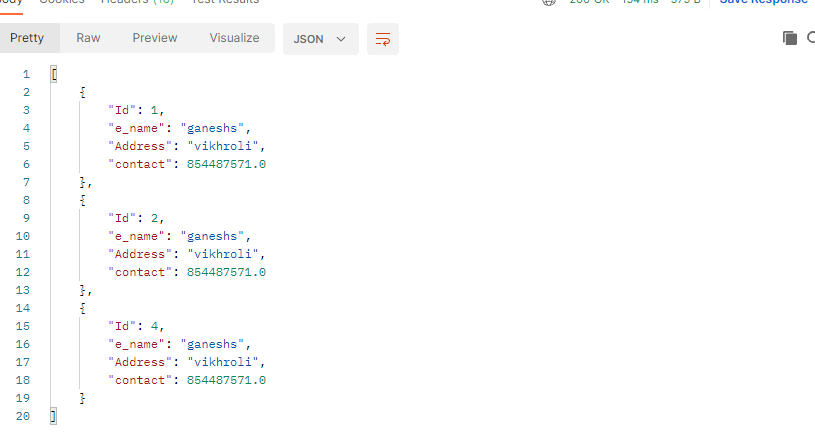 Body Cookies Headers (10) Test Results 200 OK 154 ms 575 B Save Response
Pretty Raw Preview Visualize JSON
1 [
2 {
3 "Id": 1,
4 "e_name": "ganeshs",
5 "Address": "vikhroli",
6 "contact": 854487571.0
7 },
8 {
9 "Id": 2,
10 "e_name": "ganeshs",
11 "Address": "vikhroli",
12 "contact": 854487571.0
13 },
14 {
15 "Id": 4,
16 "e_name": "ganeshs",
17 "Address": "vikhroli",
18 "contact": 854487571.0
19 }
20 ]